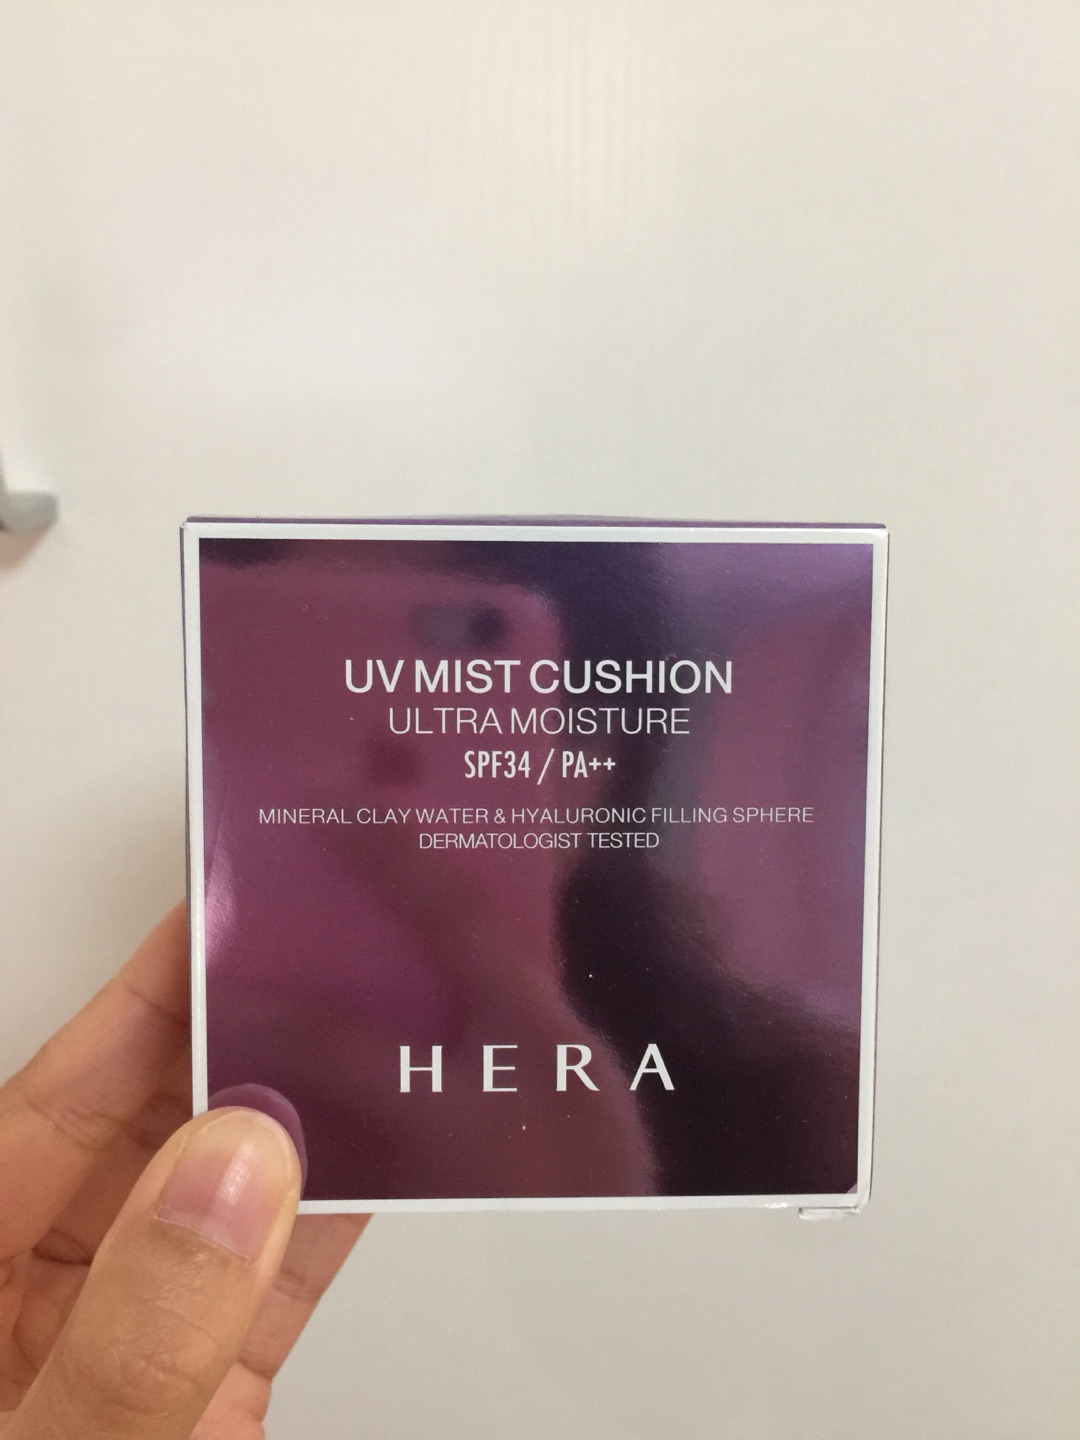 UV MIST CUSHION
ULTRA MOISTURE
SPF34 / PA++
MINERAL CLAY WATER & HYALURONIC FILLING SPHERE
DERMATOLOGIST TESTED
HERA